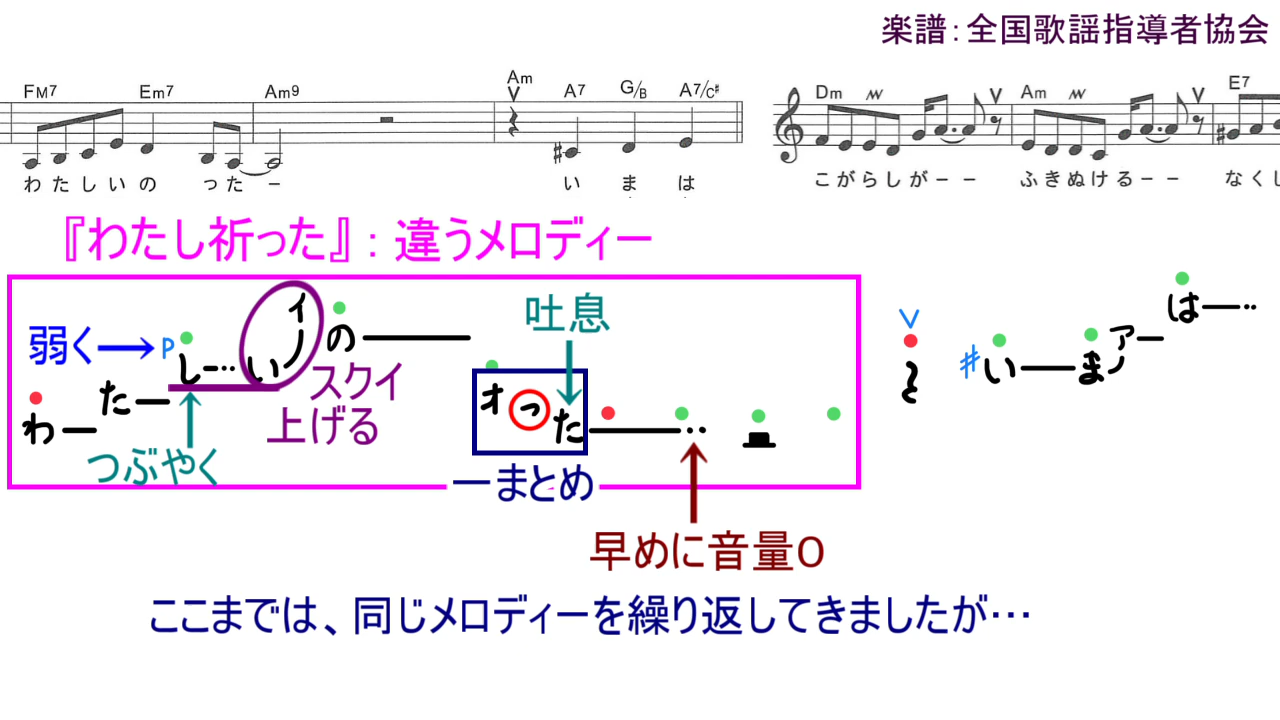 楽譜：全国歌謡指導者協会
FM7 Em7 Am9 Am A7 G/B A7/C♯ Dm Am E7
わたしいの った ー い ま は こがらしがーー ふきぬけるーー なくし
『わたし祈った』：違うメロディー
弱く P
わーたーしー‥いイノのー
スクイ
上げる
つぶやく
吐息
オった ー‥
一まとめ
早めに音量０
♯いーまァーはー‥
ここまでは、同じメロディーを繰り返してきましたが…